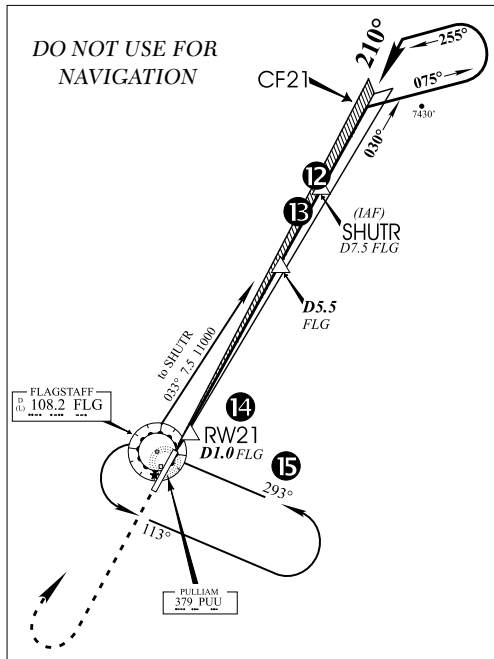 DO NOT USE FOR
NAVIGATION
210°
255°
075°
CF21
7430'
030°
12
(IAF)
SHUTR
D7.5 FLG
13
D5.5
FLG
to SHUTR
033° 7.5 11000
FLAGSTAFF
D
(L) 108.2 FLG
14
RW21
D1.0 FLG
15
293°
113°
PULLIAM
379 PUU